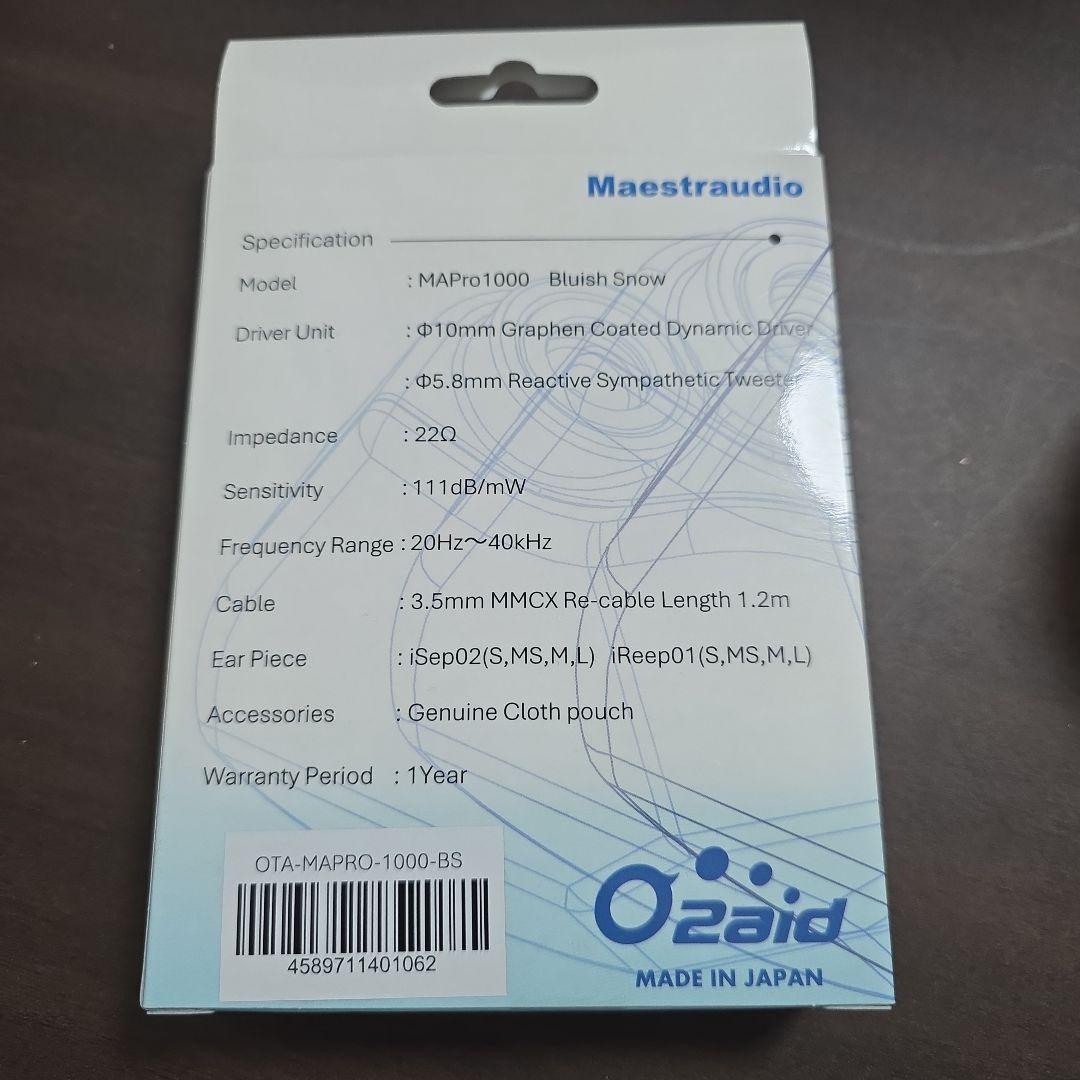 Maestraudio
Specification
Model : MAPro1000 Bluish Snow
Driver Unit : Φ10mm Graphen Coated Dynamic Driver
: Φ5.8mm Reactive Sympathetic Tweeter
Impedance : 22Ω
Sensitivity : 111dB/mW
Frequency Range : 20Hz～40kHz
Cable : 3.5mm MMCX Re-cable Length 1.2m
Ear Piece : iSep02(S,MS,M,L) iReep01(S,MS,M,L)
Accessories : Genuine Cloth pouch
Warranty Period : 1Year
OTA-MAPRO-1000-BS
4589711401062
O2aid
MADE IN JAPAN